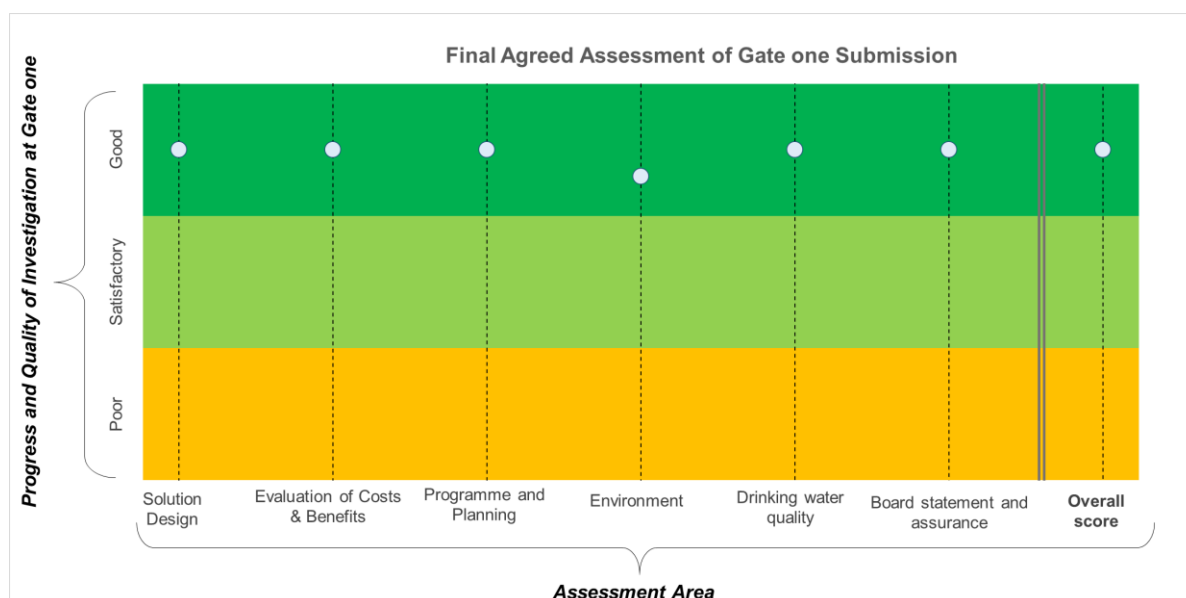 Final Agreed Assessment of Gate one Submission
Progress and Quality of Investigation at Gate one
Good
Satisfactory
Poor
Solution
Design
Evaluation of Costs
& Benefits
Programme and
Planning
Environment
Drinking water
quality
Board statement and
assurance
Overall
score
Assessment Area